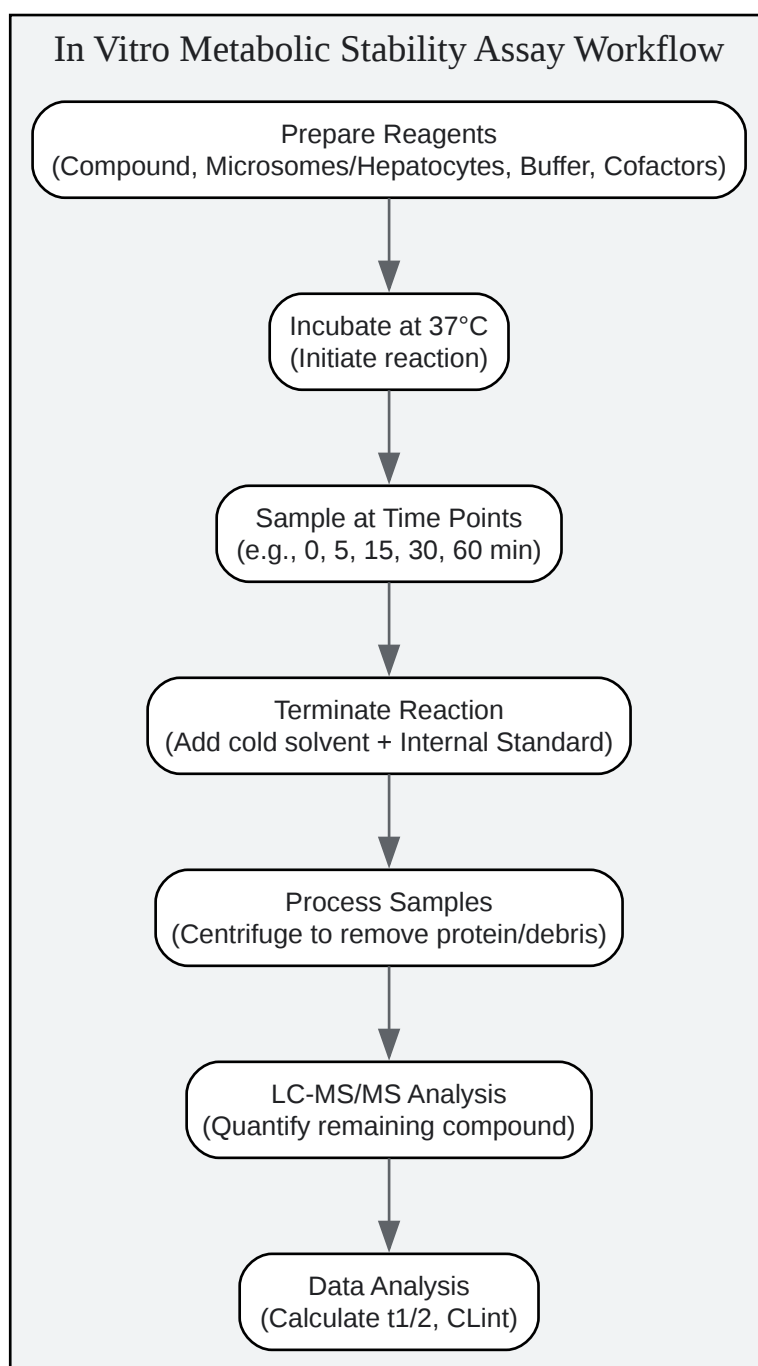 In Vitro Metabolic Stability Assay Workflow
Prepare Reagents
(Compound, Microsomes/Hepatocytes, Buffer, Cofactors)
Incubate at 37°C
(Initiate reaction)
Sample at Time Points
(e.g., 0, 5, 15, 30, 60 min)
Terminate Reaction
(Add cold solvent + Internal Standard)
Process Samples
(Centrifuge to remove protein/debris)
LC-MS/MS Analysis
(Quantify remaining compound)
Data Analysis
(Calculate t1/2, CLint)